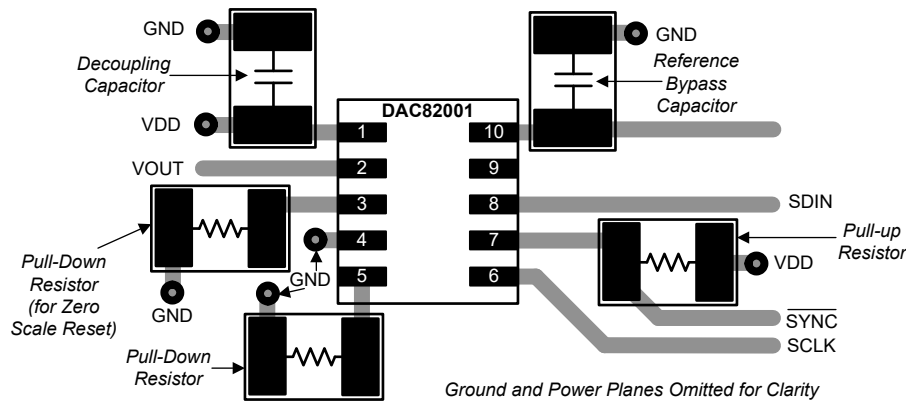 GND
Decoupling
Capacitor
VDD
VOUT
DAC82001
1
2
3
4
5
10
9
8
7
6
GND
Reference
Bypass
Capacitor
SDIN
Pull-up
Resistor
VDD
SYNC
SCLK
Pull-Down
Resistor
(for Zero
Scale Reset)
GND
GND
Pull-Down
Resistor
Ground and Power Planes Omitted for Clarity